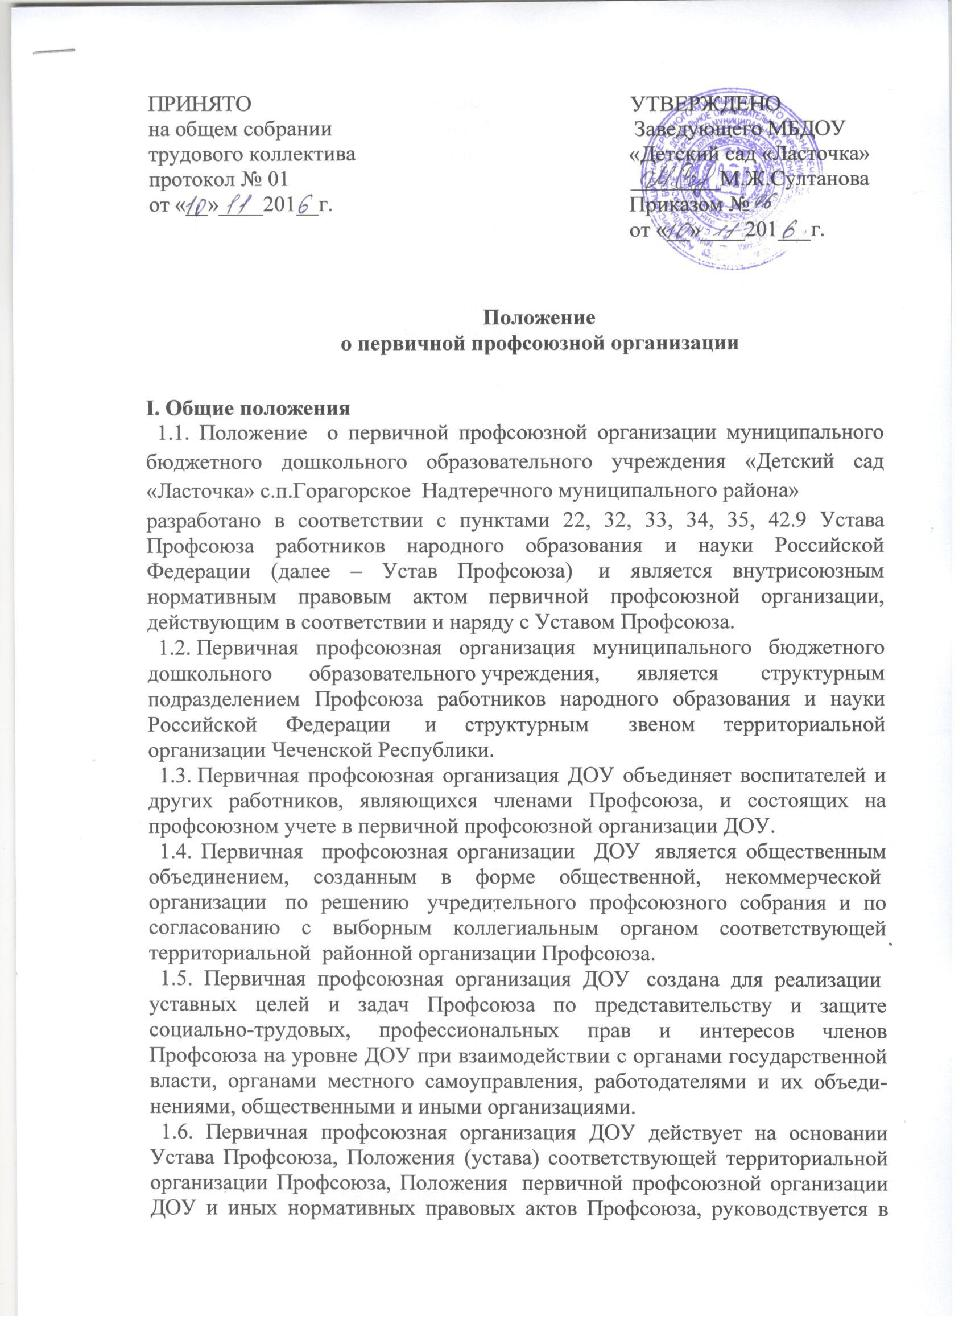 ПРИНЯТО
на общем собрании
трудового коллектива
протокол № 01
от «10» 11 2016 г.
УТВЕРЖДЕНО
Заведующего МБДОУ
«Детский сад «Ласточка»
М.Ж.Султанова
Приказом №
от «10» 11 2016 г.
Положение
о первичной профсоюзной организации
I. Общие положения
1.1. Положение о первичной профсоюзной организации муниципального
бюджетного дошкольного образовательного учреждения «Детский сад
«Ласточка» с.п.Горагорское Надтеречного муниципального района»
разработано в соответствии с пунктами 22, 32, 33, 34, 35, 42.9 Устава
Профсоюза работников народного образования и науки Российской
Федерации (далее – Устав Профсоюза) и является внутрисоюзным
нормативным правовым актом первичной профсоюзной организации,
действующим в соответствии и наряду с Уставом Профсоюза.
1.2. Первичная профсоюзная организация муниципального бюджетного
дошкольного образовательного учреждения, является структурным
подразделением Профсоюза работников народного образования и науки
Российской Федерации и структурным звеном территориальной
организации Чеченской Республики.
1.3. Первичная профсоюзная организация ДОУ объединяет воспитателей и
других работников, являющихся членами Профсоюза, и состоящих на
профсоюзном учете в первичной профсоюзной организации ДОУ.
1.4. Первичная профсоюзная организации ДОУ является общественным
объединением, созданным в форме общественной, некоммерческой
организации по решению учредительного профсоюзного собрания и по
согласованию с выборным коллегиальным органом соответствующей
территориальной районной организации Профсоюза.
1.5. Первичная профсоюзная организация ДОУ создана для реализации
уставных целей и задач Профсоюза по представительству и защите
социально-трудовых, профессиональных прав и интересов членов
Профсоюза на уровне ДОУ при взаимодействии с органами государственной
власти, органами местного самоуправления, работодателями и их объеди-
нениями, общественными и иными организациями.
1.6. Первичная профсоюзная организация ДОУ действует на основании
Устава Профсоюза, Положения (устава) соответствующей территориальной
организации Профсоюза, Положения первичной профсоюзной организации
ДОУ и иных нормативных правовых актов Профсоюза, руководствуется в